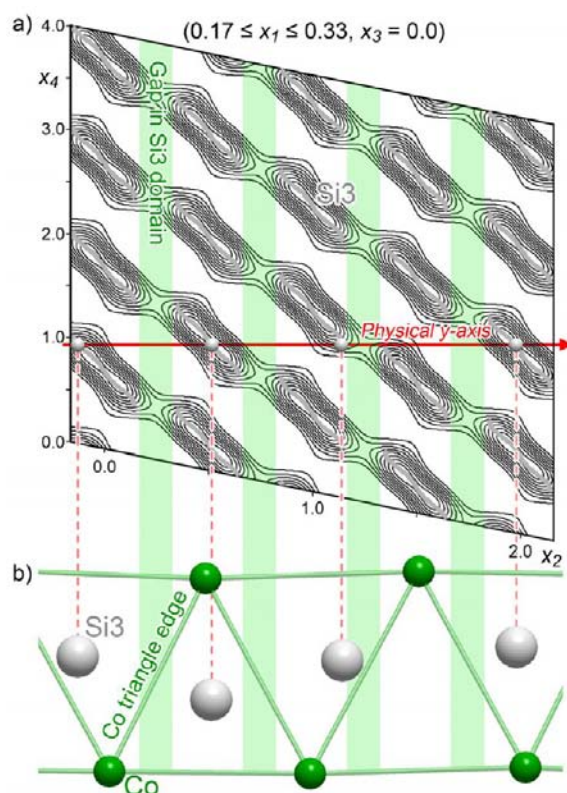 a)
(0.17 ≤ x₁ ≤ 0.33, x₃ = 0.0)
4.0
x₄
3.0
2.0
1.0
0.0
Gap in Si3 domain
Si3
Physical y-axis
0.0
1.0
2.0
x₂
b)
Si3
Co triangle edge
Co